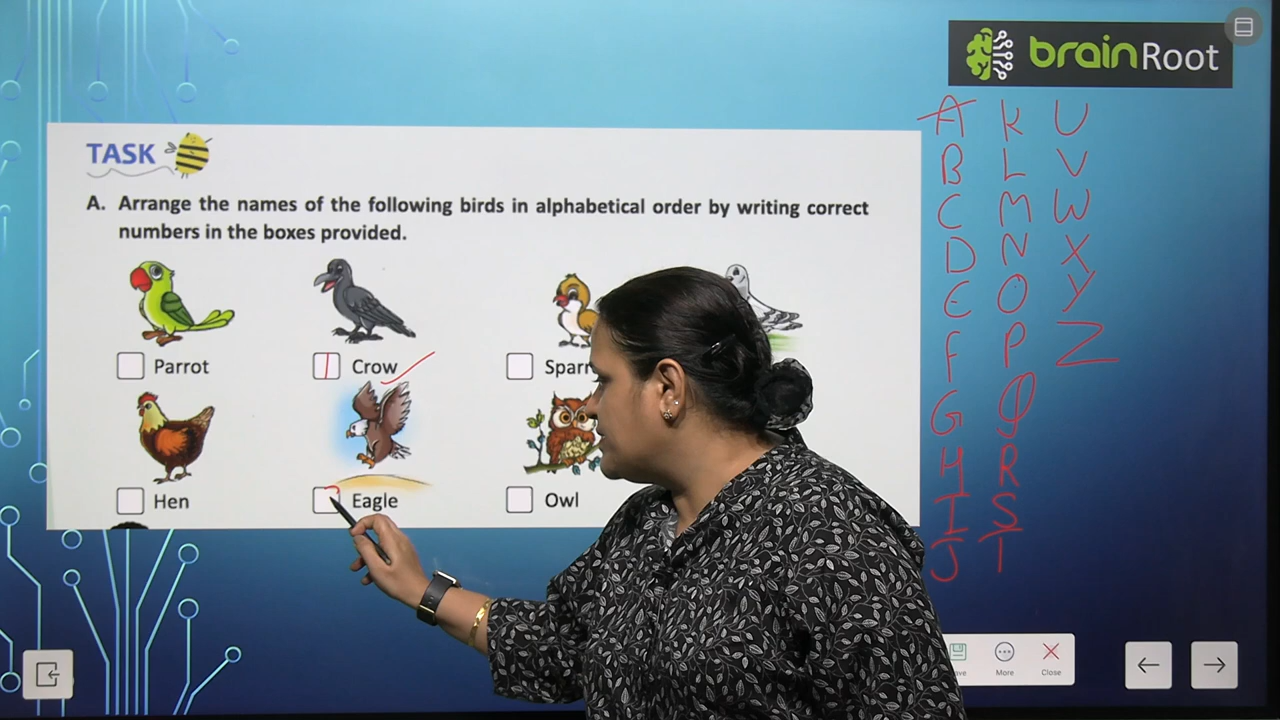 brainRoot
TASK
A. Arrange the names of the following birds in alphabetical order by writing correct
numbers in the boxes provided.
Parrot
1 Crow
Hen
Eagle
Owl
A K U
B L V
C M W
D N X
E O Y
F P Z
G Q
H R
I S
J T
More
Close